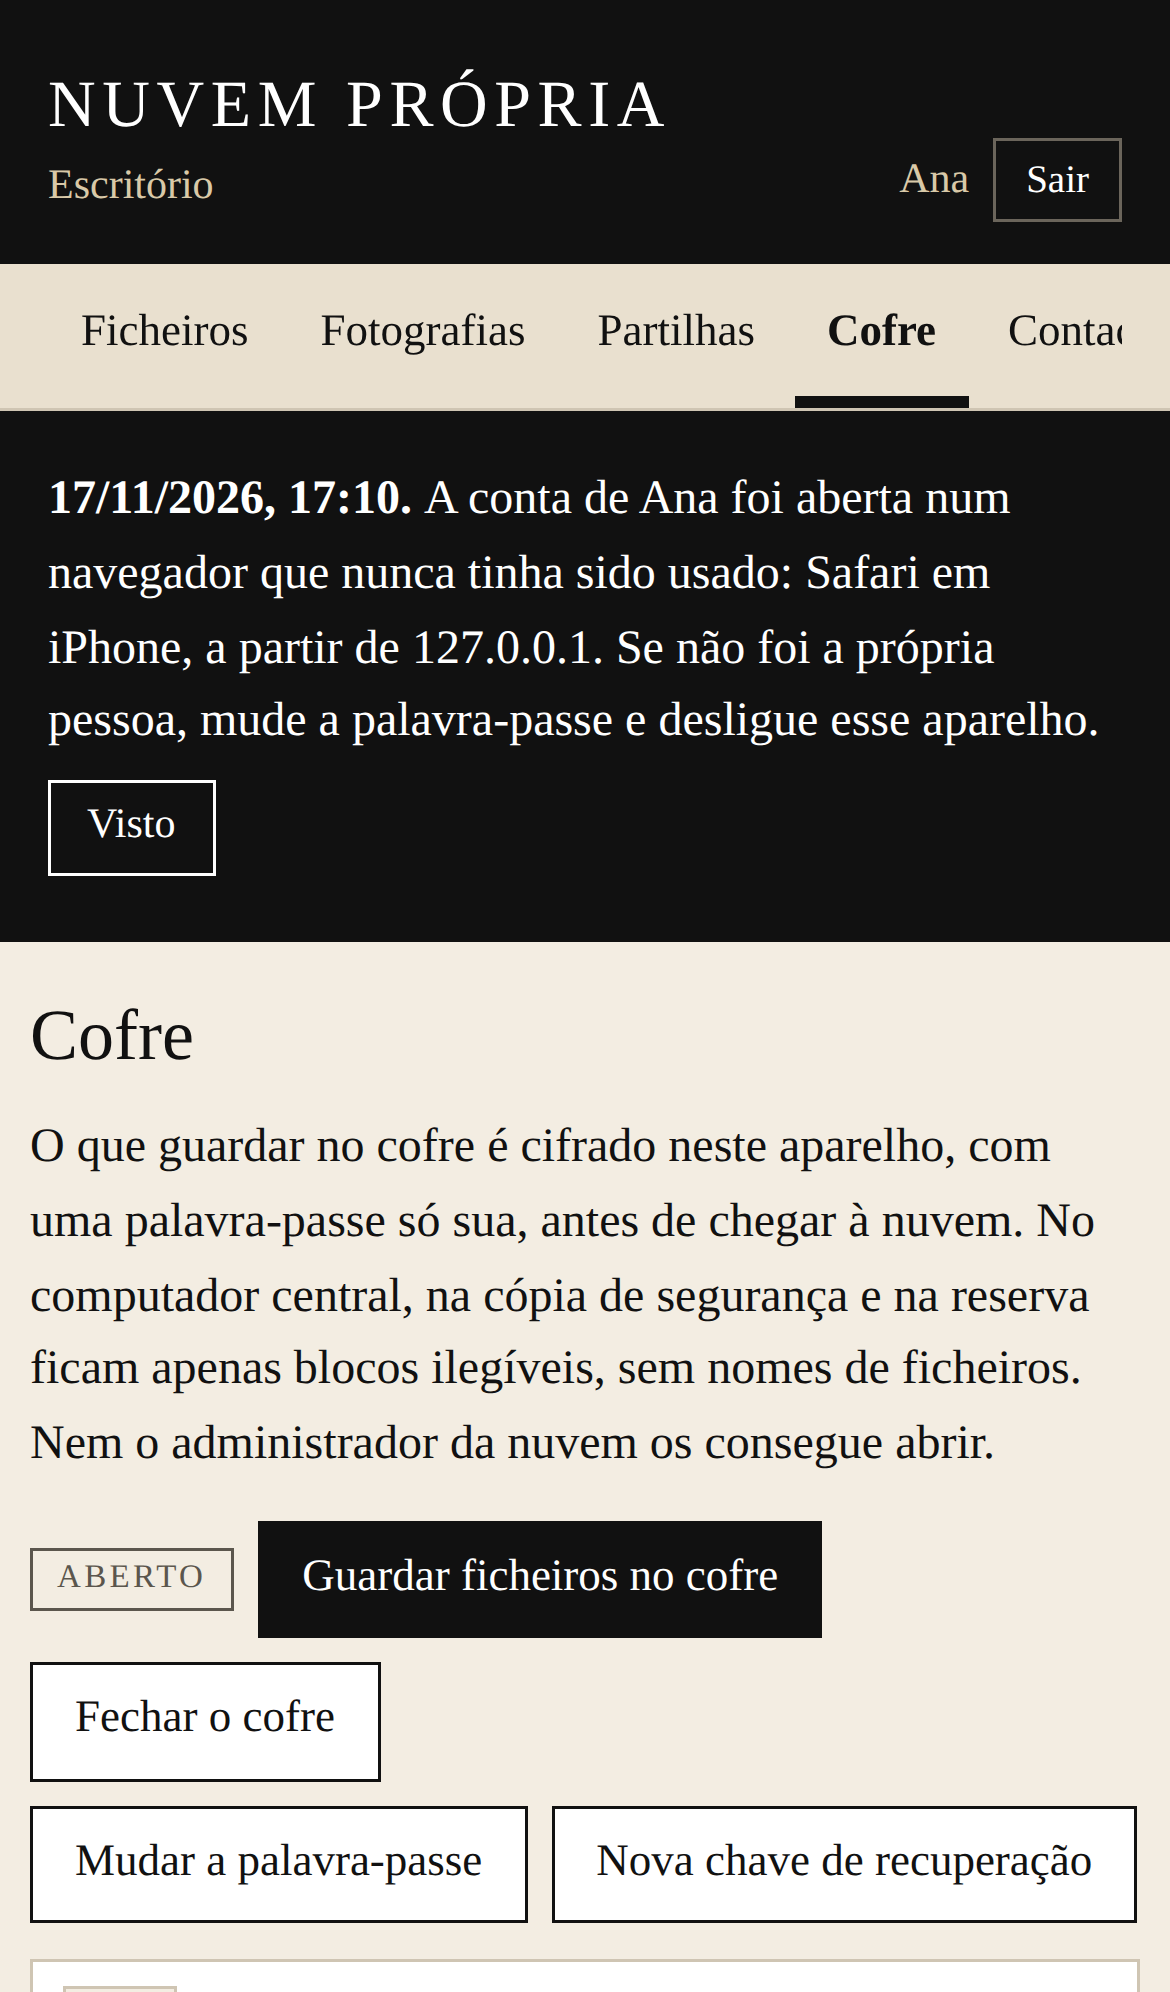 NUVEM PRÓPRIA
Escritório
Ana
Sair
Ficheiros
Fotografias
Partilhas
Cofre
17/11/2026, 17:10. A conta de Ana foi aberta num
navegador que nunca tinha sido usado: Safari em
iPhone, a partir de 127.0.0.1. Se não foi a própria
pessoa, mude a palavra-passe e desligue esse aparelho.
Visto
Cofre
O que guardar no cofre é cifrado neste aparelho, com
uma palavra-passe só sua, antes de chegar à nuvem. No
computador central, na cópia de segurança e na reserva
ficam apenas blocos ilegíveis, sem nomes de ficheiros.
Nem o administrador da nuvem os consegue abrir.
ABERTO
Guardar ficheiros no cofre
Fechar o cofre
Mudar a palavra-passe
Nova chave de recuperação